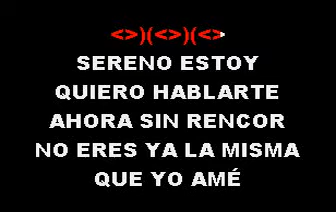 <>)(<>)(<>
SERENO ESTOY
QUIERO HABLARTE
AHORA SIN RENCOR
NO ERES YA LA MISMA
QUE YO AMÉ